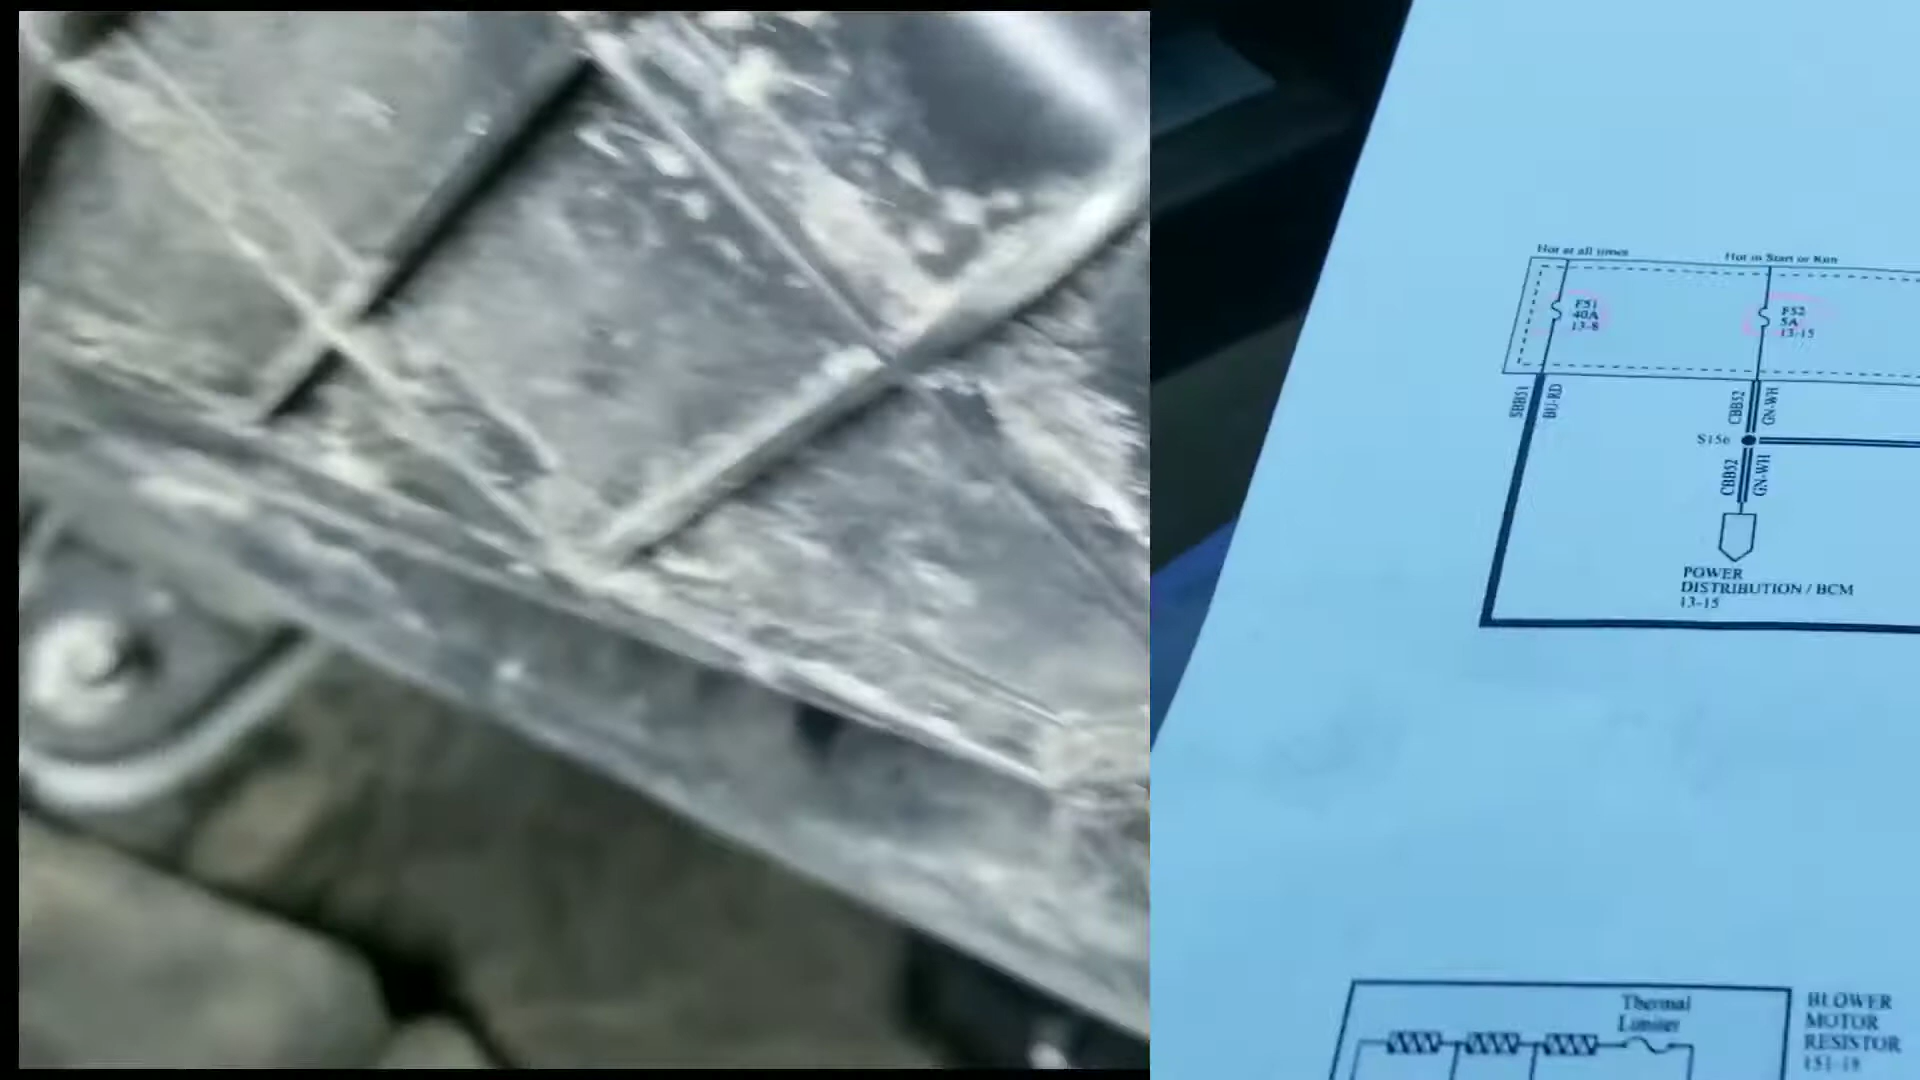 Hot at all times
Hot in Start or Run
F51
40A
13-8
F52
5A
13-15
SBB51
BU-RD
CBB52
GN-WH
S156
CBB52
GN-WH
POWER
DISTRIBUTION / BCM
13-15
Thermal
Limiter
BLOWER
MOTOR
RESISTOR
151-18